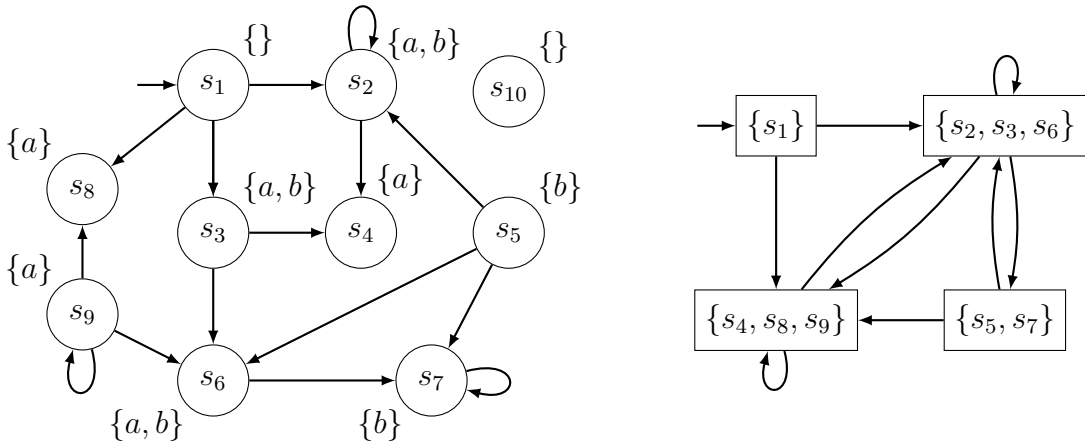 {} {a, b} {}
s₁ s₂ s₁₀
{a}
s₈
{a, b} {a} {b}
s₃ s₄ s₅
{a}
s₉
s₆ s₇
{a, b} {b}
{s₁} {s₂, s₃, s₆}
{s₄, s₈, s₉} {s₅, s₇}